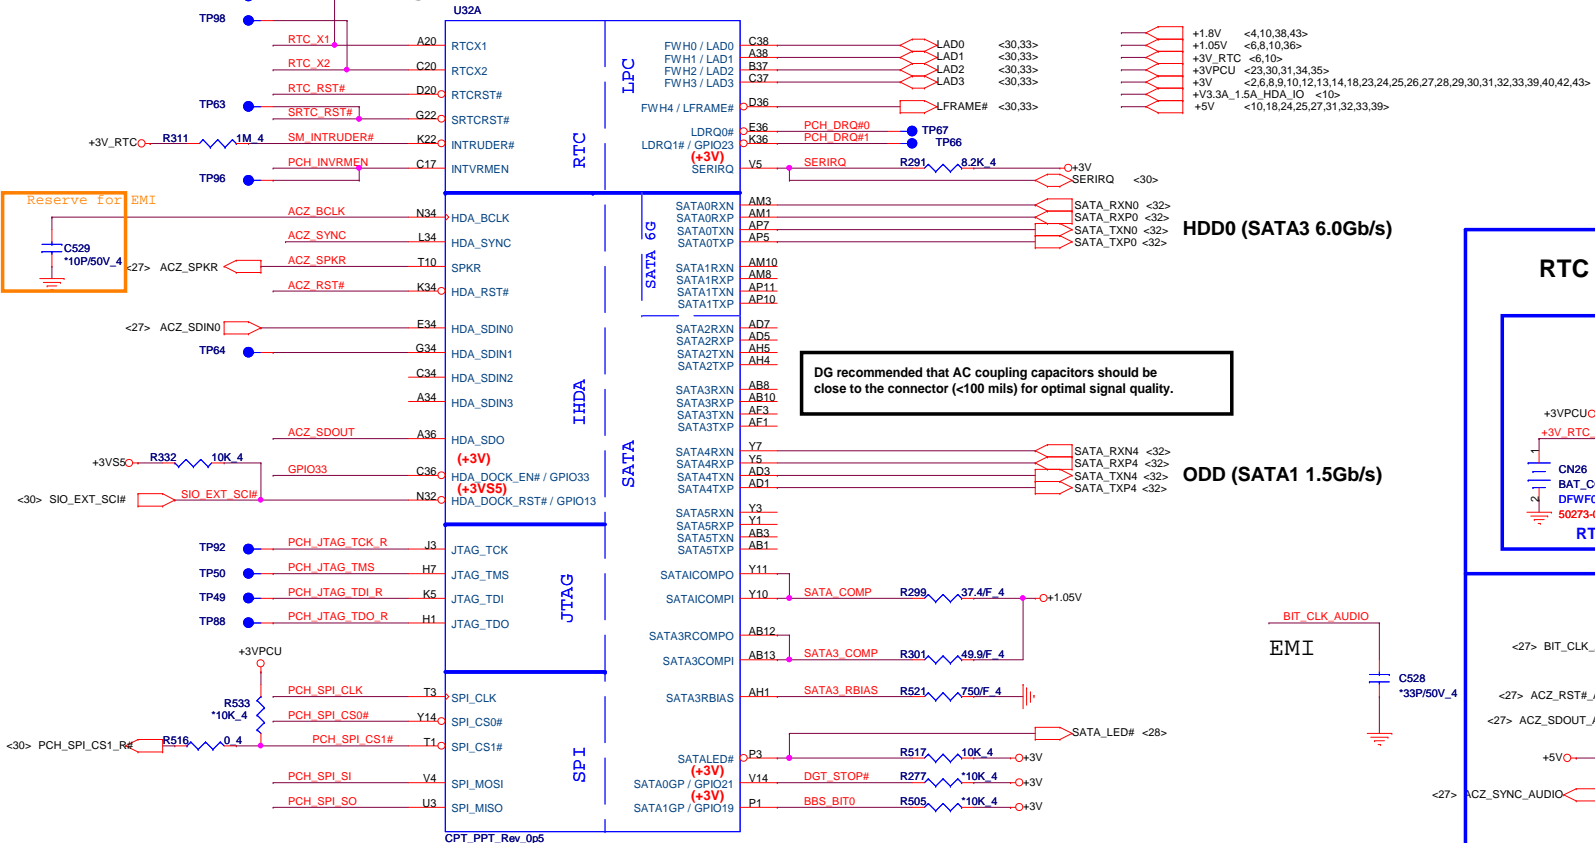 U32A
TP98
RTC_X1 A20 RTCX1
RTC_X2 C20 RTCX2
RTC_RST# D20 RTCRST#
TP63
SRTC_RST# G22 SRTCRST#
+3V_RTC R311 1M_4 SM_INTRUDER# K22 INTRUDER#
PCH_INVRMEN C17 INTVRMEN
TP96
RTC
LPC
FWH0 / LAD0 C38 LAD0 <30,33>
FWH1 / LAD1 A38 LAD1 <30,33>
FWH2 / LAD2 B37 LAD2 <30,33>
FWH3 / LAD3 C37 LAD3 <30,33>
FWH4 / LFRAME# D36 LFRAME# <30,33>
LDRQ0# E36 PCH_DRQ#0 TP67
LDRQ1# / GPIO23 K36 PCH_DRQ#1 TP66
(+3V)
SERIRQ V5 SERIRQ R291 8.2K_4 +3V
SERIRQ <30>
+1.8V <4,10,38,43>
+1.05V <6,8,10,36>
+3V_RTC <6,10>
+3VPCU <23,30,31,34,35>
+3V <2,6,8,9,10,12,13,14,18,23,24,25,26,27,28,29,30,31,32,33,39,40,42,43>
+V3.3A_1.5A_HDA_IO <10>
+5V <10,18,24,25,27,31,32,33,39>
Reserve for EMI
C529
*10P/50V_4
ACZ_BCLK N34 HDA_BCLK
ACZ_SYNC L34 HDA_SYNC
<27> ACZ_SPKR ACZ_SPKR T10 SPKR
ACZ_RST# K34 HDA_RST#
<27> ACZ_SDIN0 E34 HDA_SDIN0
TP64 G34 HDA_SDIN1
C34 HDA_SDIN2
A34 HDA_SDIN3
ACZ_SDOUT A36 HDA_SDO
(+3V)
+3VS5 R332 10K_4 GPIO33 C36 HDA_DOCK_EN# / GPIO33
(+3VS5)
<30> SIO_EXT_SCI# SIO_EXT_SCI# N32 HDA_DOCK_RST# / GPIO13
IHDA
SATA 6G
SATA
SATA0RXN AM3 SATA_RXN0 <32>
SATA0RXP AM1 SATA_RXP0 <32>
SATA0TXN AP7 SATA_TXN0 <32>
SATA0TXP AP5 SATA_TXP0 <32>
HDD0 (SATA3 6.0Gb/s)
SATA1RXN AM10
SATA1RXP AM8
SATA1TXN AP11
SATA1TXP AP10
SATA2RXN AD7
SATA2RXP AD5
SATA2TXN AH5
SATA2TXP AH4
DG recommended that AC coupling capacitors should be
close to the connector (<100 mils) for optimal signal quality.
SATA3RXN AB8
SATA3RXP AB10
SATA3TXN AF3
SATA3TXP AF1
SATA4RXN Y7 SATA_RXN4 <32>
SATA4RXP Y5 SATA_RXP4 <32>
SATA4TXN AD3 SATA_TXN4 <32>
SATA4TXP AD1 SATA_TXP4 <32>
ODD (SATA1 1.5Gb/s)
SATA5RXN Y3
SATA5RXP Y1
SATA5TXN AB3
SATA5TXP AB1
SATAICOMPO Y11
SATAICOMPI Y10 SATA_COMP R299 37.4/F_4 +1.05V
SATA3RCOMPO AB12
SATA3COMPI AB13 SATA3_COMP R301 49.9/F_4
SATA3RBIAS AH1 SATA3_RBIAS R521 750/F_4
SATA_LED# <28>
SATALED# P3 R517 10K_4 +3V
(+3V)
SATA0GP / GPIO21 V14 DGT_STOP# R277 *10K_4 +3V
(+3V)
SATA1GP / GPIO19 P1 BBS_BIT0 R505 *10K_4 +3V
TP92 PCH_JTAG_TCK_R J3 JTAG_TCK
TP50 PCH_JTAG_TMS H7 JTAG_TMS
TP49 PCH_JTAG_TDI_R K5 JTAG_TDI
TP88 PCH_JTAG_TDO_R H1 JTAG_TDO
JTAG
+3VPCU
R533
*10K_4
PCH_SPI_CLK T3 SPI_CLK
PCH_SPI_CS0# Y14 SPI_CS0#
<30> PCH_SPI_CS1_R# R516 0_4 PCH_SPI_CS1# T1 SPI_CS1#
PCH_SPI_SI V4 SPI_MOSI
PCH_SPI_SO U3 SPI_MISO
SPI
CPT_PPT_Rev_0p5
RTC
+3VPCU
+3V_RTC_
1
2
CN26
BAT_C
DFWF
50273-
RT
BIT_CLK_AUDIO
EMI
C528
*33P/50V_4
<27> BIT_CLK_
<27> ACZ_RST#_
<27> ACZ_SDOUT_
+5V
<27> ACZ_SYNC_AUDIO